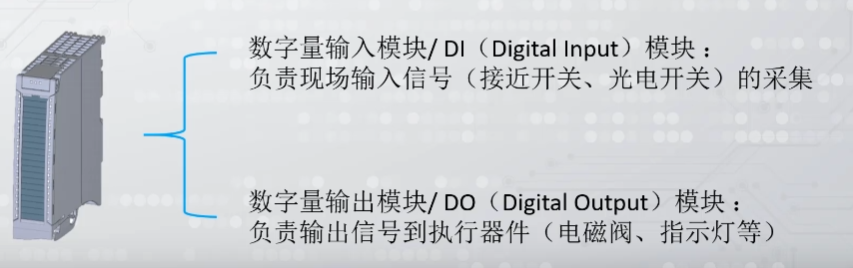 数字量输入模块/ DI（Digital Input）模块：
负责现场输入信号（接近开关、光电开关）的采集
数字量输出模块/ DO（Digital Output）模块：
负责输出信号到执行器件（电磁阀、指示灯等）